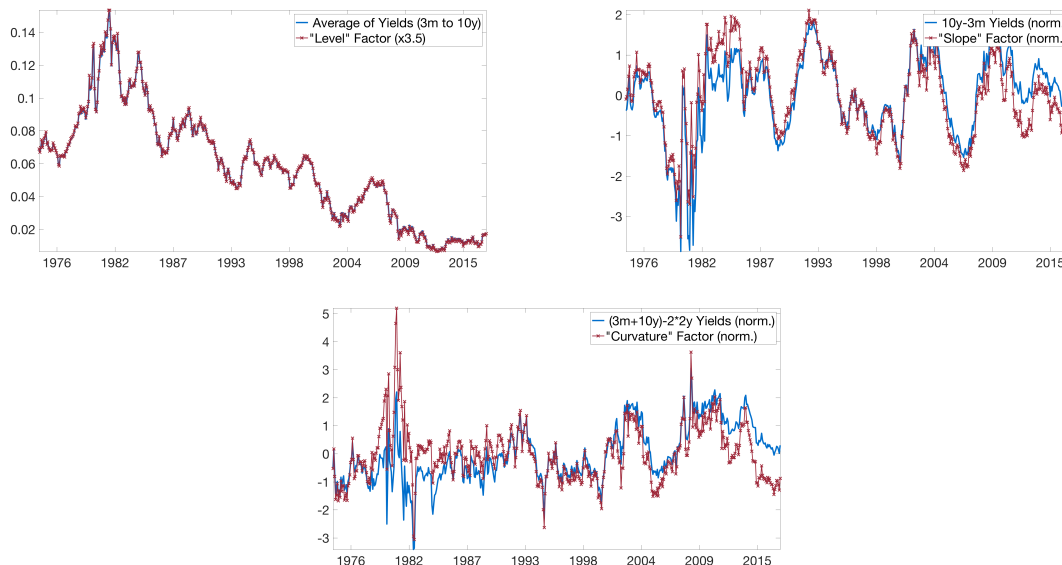 Average of Yields (3m to 10y)
"Level" Factor (x3.5)
0.14
0.12
0.1
0.08
0.06
0.04
0.02
1976 1982 1987 1993 1998 2004 2009 2015
10y-3m Yields (norm
"Slope" Factor (norm.)
2
1
0
-1
-2
-3
1976 1982 1987 1993 1998 2004 2009 2015
(3m+10y)-2*2y Yields (norm.)
"Curvature" Factor (norm.)
5
4
3
2
1
0
-1
-2
-3
1976 1982 1987 1993 1998 2004 2009 2015